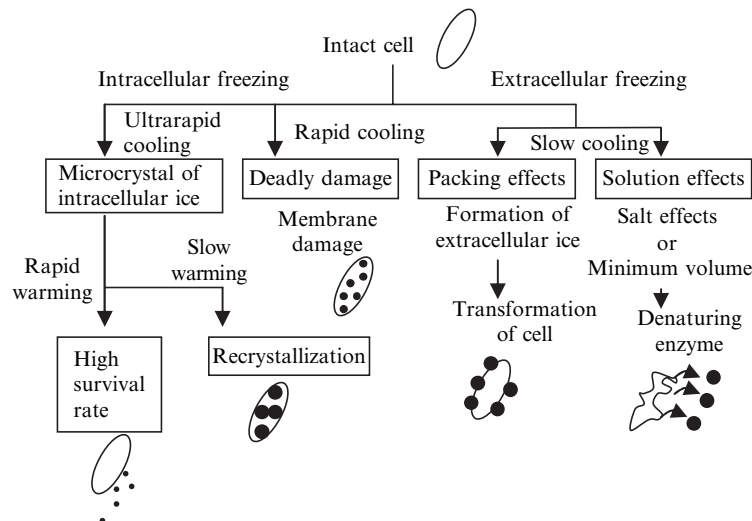 Intact cell
Intracellular freezing
Extracellular freezing
Ultrarapid
cooling
Rapid cooling
Slow cooling
Microcrystal of
intracellular ice
Deadly damage
Packing effects
Solution effects
Membrane
damage
Formation of
extracellular ice
Salt effects
or
Minimum volume
Rapid
warming
Slow
warming
Transformation
of cell
Denaturing
enzyme
High
survival
rate
Recrystallization